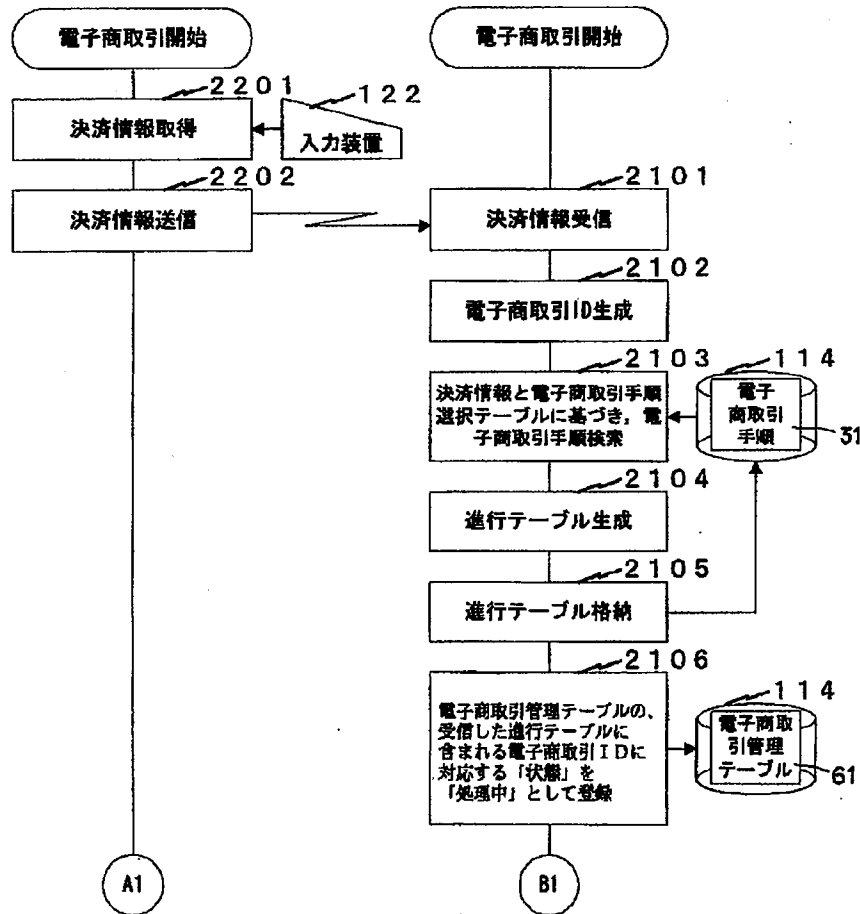 電子商取引開始
電子商取引開始
2201
122
決済情報取得
入力装置
2202
2101
決済情報送信
決済情報受信
2102
電子商取引ID生成
2103
114
決済情報と電子商取引手順
選択テーブルに基づき,電
子商取引手順検索
電子
商取引
手順
31
2104
進行テーブル生成
2105
進行テーブル格納
2106
114
電子商取引管理テーブルの、
受信した進行テーブルに
含まれる電子商取引IDに
対応する「状態」を
「処理中」として登録
電子商取
引管理
テーブル
61
A1
B1